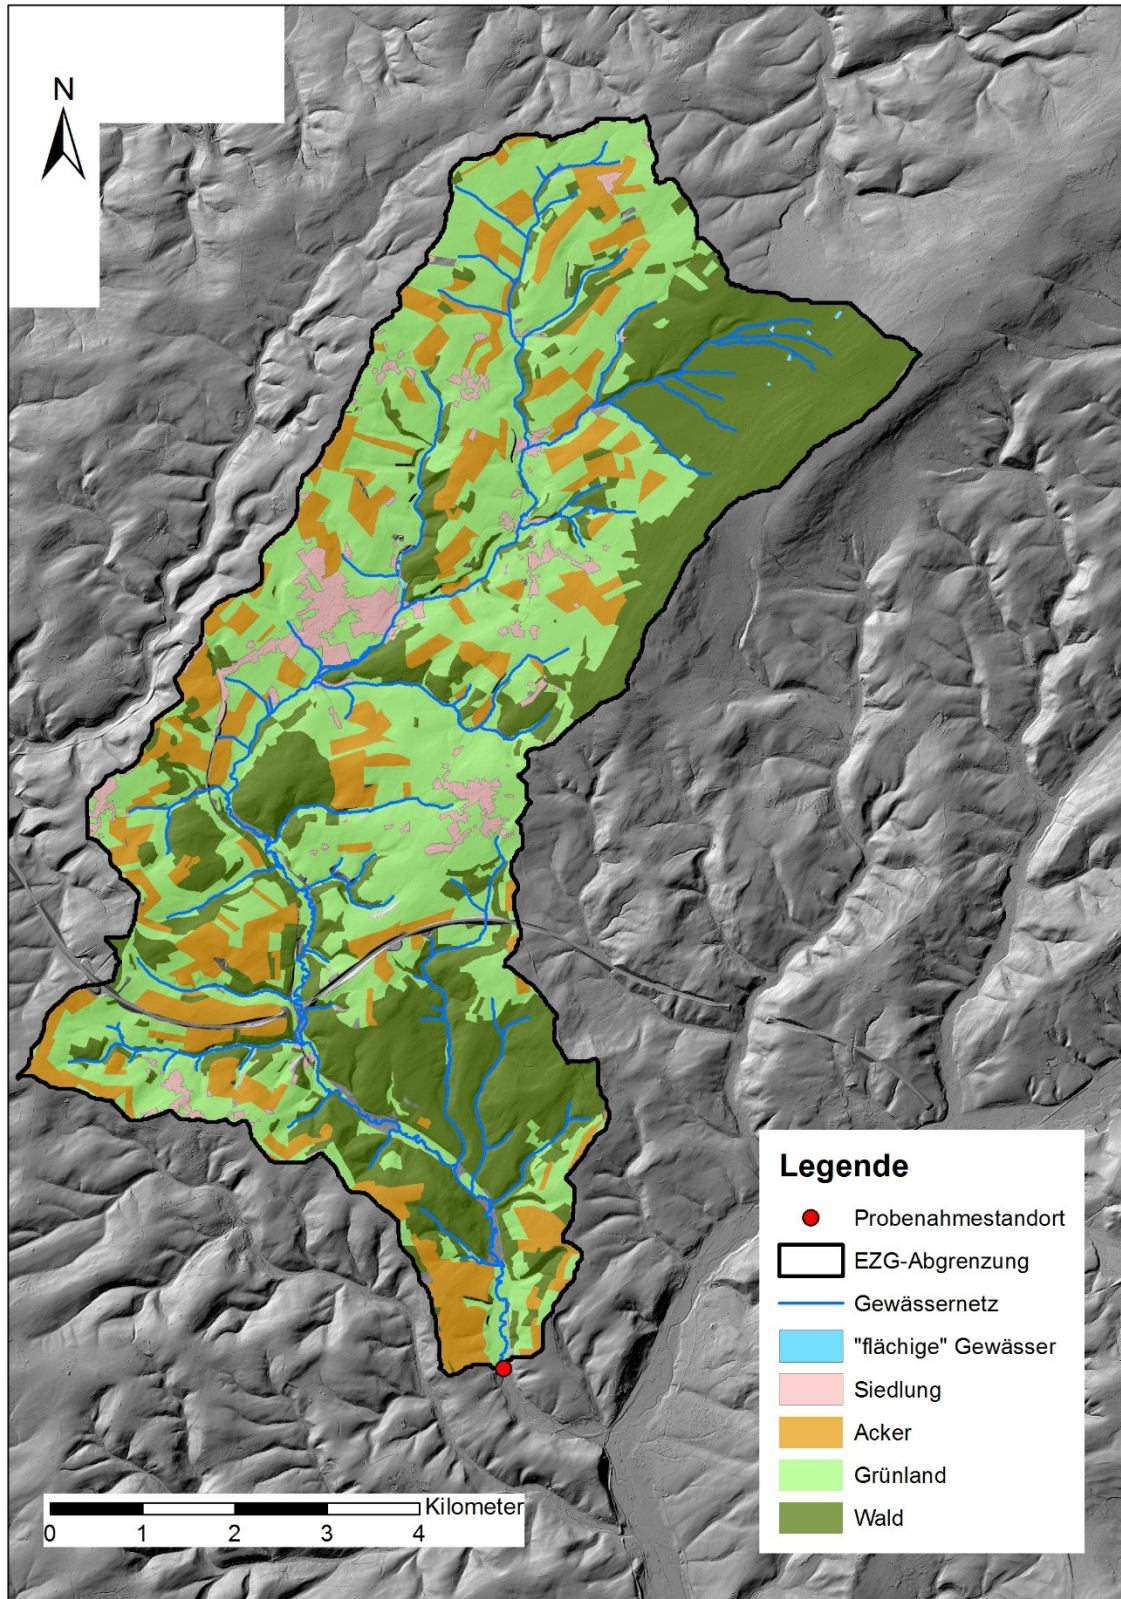 N
Legende
Probenahmestandort
EZG-Abgrenzung
Gewässernetz
"flächige" Gewässer
Siedlung
Acker
Grünland
Wald
Kilometer
0 1 2 3 4